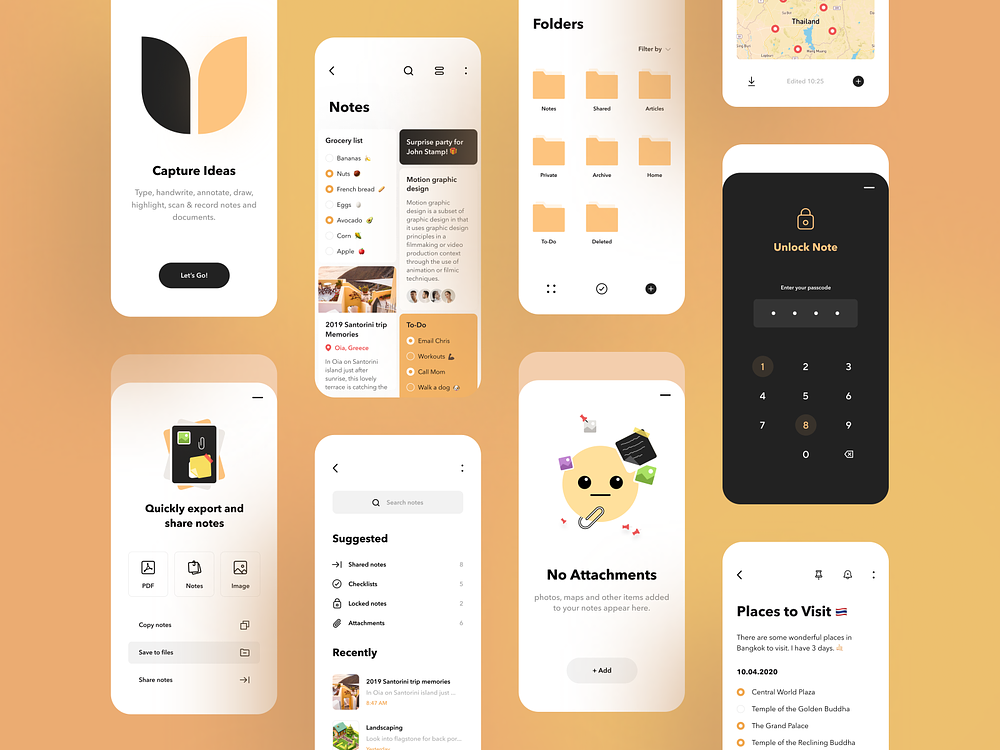 Capture Ideas
Type, handwrite, annotate, draw,
highlight, scan & record notes and
documents.
Let's Go!
Quickly export and
share notes
PDF
Notes
Image
Copy notes
Save to files
Share notes
Notes
Grocery list
Bananas
Nuts
French bread
Eggs
Avocado
Corn
Apple
2019 Santorini trip
Memories
Oia, Greece
In Oia on Santorini
island just after
sunrise, this lovely
terrace is catching the
Surprise party for
John Stamp!
Motion graphic
design
Motion graphic
design is a subset of
graphic design in that
it uses graphic design
principles in a
filmmaking or video
production context
through the use of
animation or filmic
techniques.
To-Do
Email Chris
Workouts
Call Mom
Walk a dog
Search notes
Suggested
Shared notes 8
Checklists 5
Locked notes 2
Attachments 6
Recently
2019 Santorini trip memories
In Oia on Santorini island just ...
8.47 AM
Landscaping
Look into flagstone for back por...
Yesterday
Folders
Filter by
Notes
Shared
Articles
Private
Archive
Home
To-Do
Deleted
No Attachments
photos, maps and other items added
to your notes appear here.
+ Add
Thailand
Edited 10:25
Unlock Note
Enter your passcode
1 2 3
4 5 6
7 8 9
0
Places to Visit
There are some wonderful places in
Bangkok to visit. I have 3 days.
10.04.2020
Central World Plaza
Temple of the Golden Buddha
The Grand Palace
Temple of the Reclining Buddha